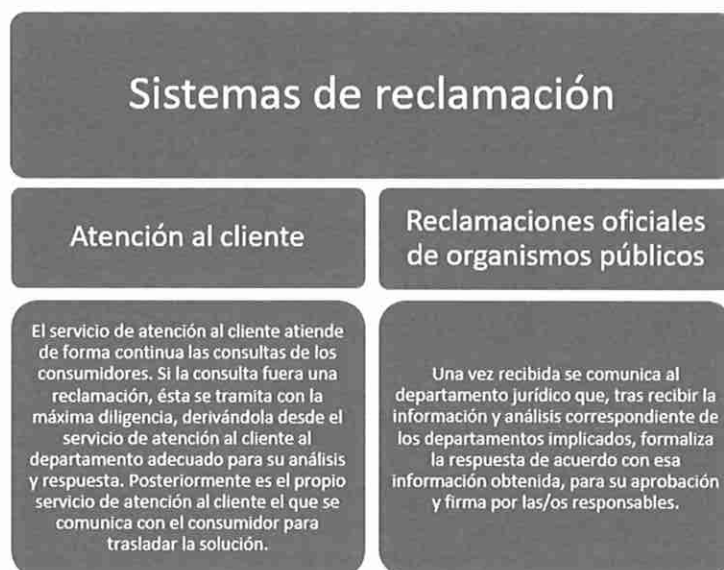 Sistemas de reclamación
Atención al cliente
Reclamaciones oficiales
de organismos públicos
El servicio de atención al cliente atiende
de forma continua las consultas de los
consumidores. Si la consulta fuera una
reclamación, ésta se tramita con la
máxima diligencia, derivándola desde el
servicio de atención al cliente al
departamento adecuado para su análisis
y respuesta. Posteriormente es el propio
servicio de atención al cliente el que se
comunica con el consumidor para
trasladar la solución.
Una vez recibida se comunica al
departamento jurídico que, tras recibir la
información y análisis correspondiente de
los departamentos implicados, formaliza
la respuesta de acuerdo con esa
información obtenida, para su aprobación
y firma por las/os responsables.